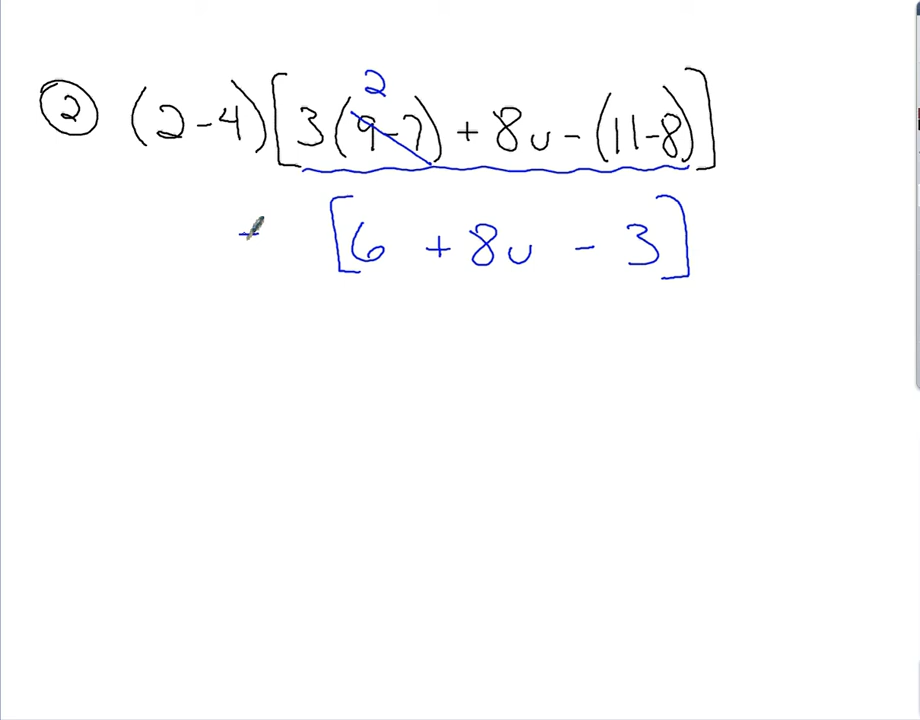 2
② (2-4)[3(9-7)+8u-(11-8)]
- [6 +8u - 3]